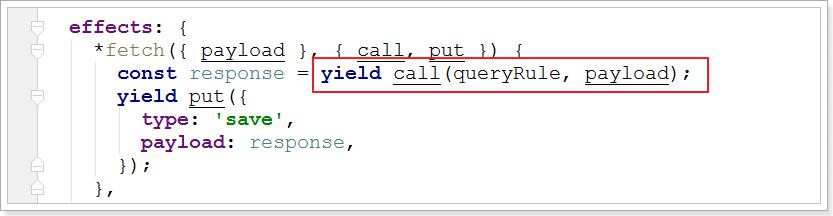 effects: {
*fetch({ payload }, { call, put }) {
const response = yield call(queryRule, payload);
yield put({
type: 'save',
payload: response,
});
},